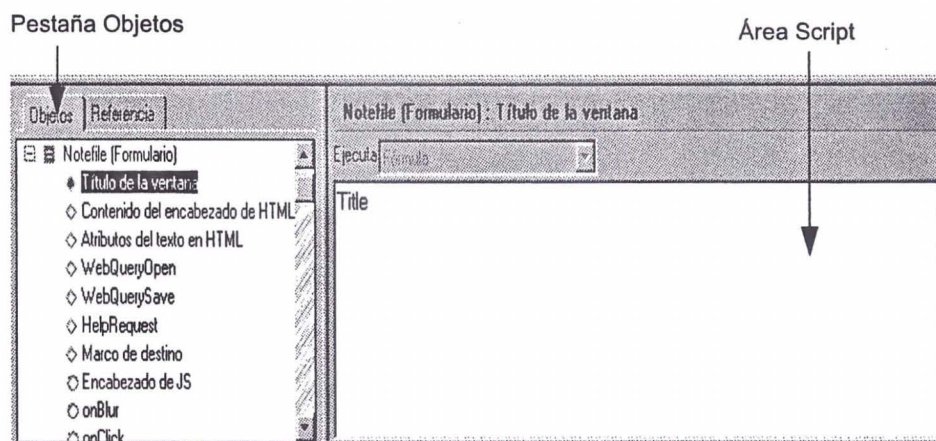 Pestaña Objetos
Área Script
Objetos
Referencia
Notefile (Formulario) : Título de la ventana
Notefile (Formulario)
Ejecuta
Fórmula
Título de la ventana
Title
Contenido del encabezado de HTML
Atributos del texto en HTML
WebQueryOpen
WebQuerySave
HelpRequest
Marco de destino
Encabezado de JS
onBlur
onClick